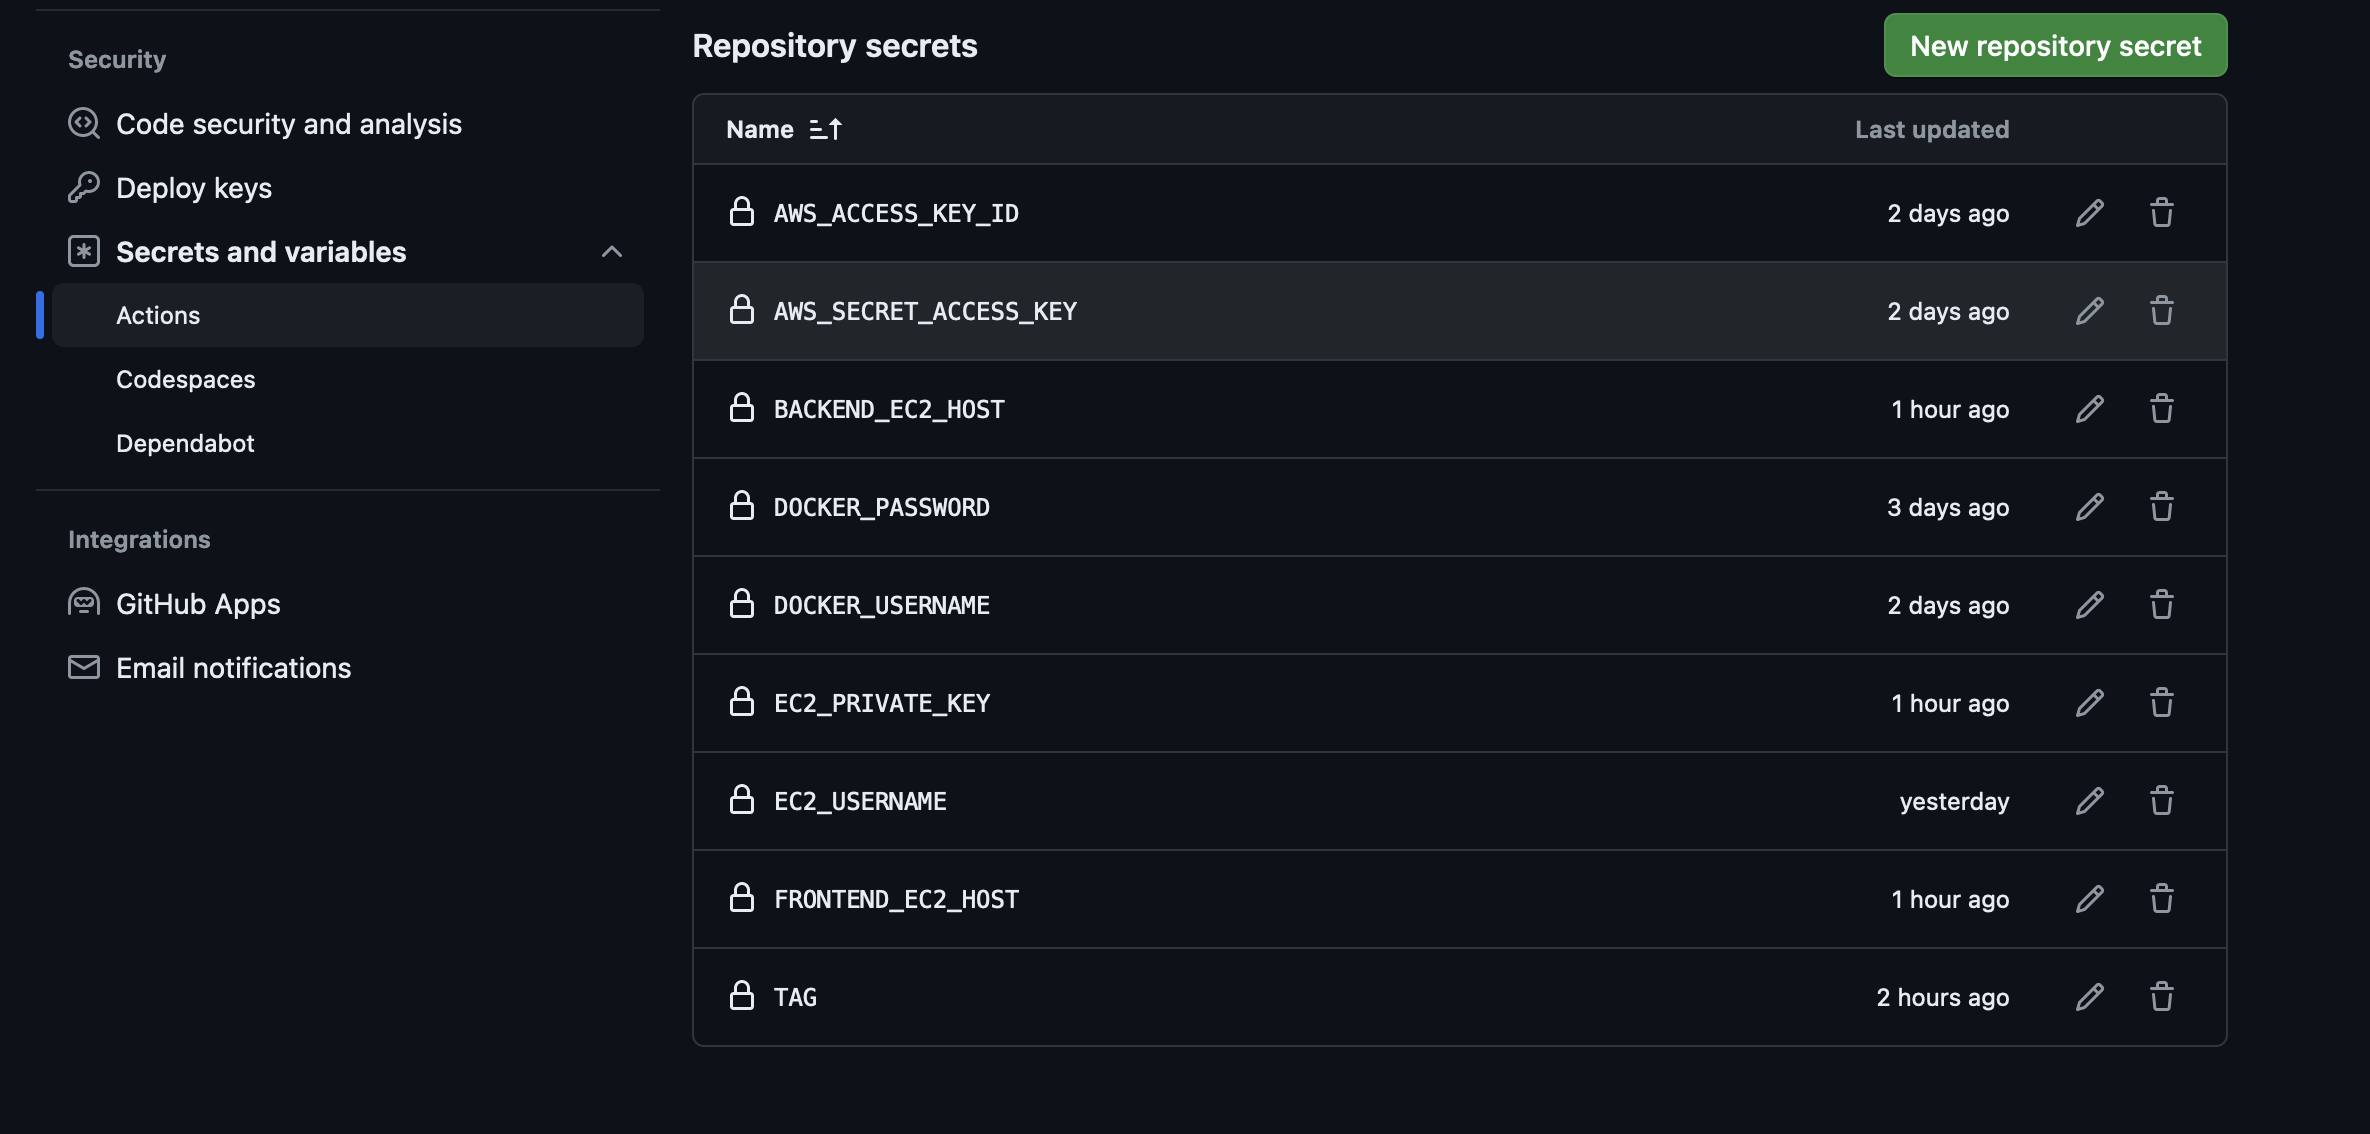 Security
Code security and analysis
Deploy keys
Secrets and variables
Actions
Codespaces
Dependabot
Integrations
GitHub Apps
Email notifications
Repository secrets
New repository secret
Name Last updated
AWS_ACCESS_KEY_ID 2 days ago
AWS_SECRET_ACCESS_KEY 2 days ago
BACKEND_EC2_HOST 1 hour ago
DOCKER_PASSWORD 3 days ago
DOCKER_USERNAME 2 days ago
EC2_PRIVATE_KEY 1 hour ago
EC2_USERNAME yesterday
FRONTEND_EC2_HOST 1 hour ago
TAG 2 hours ago